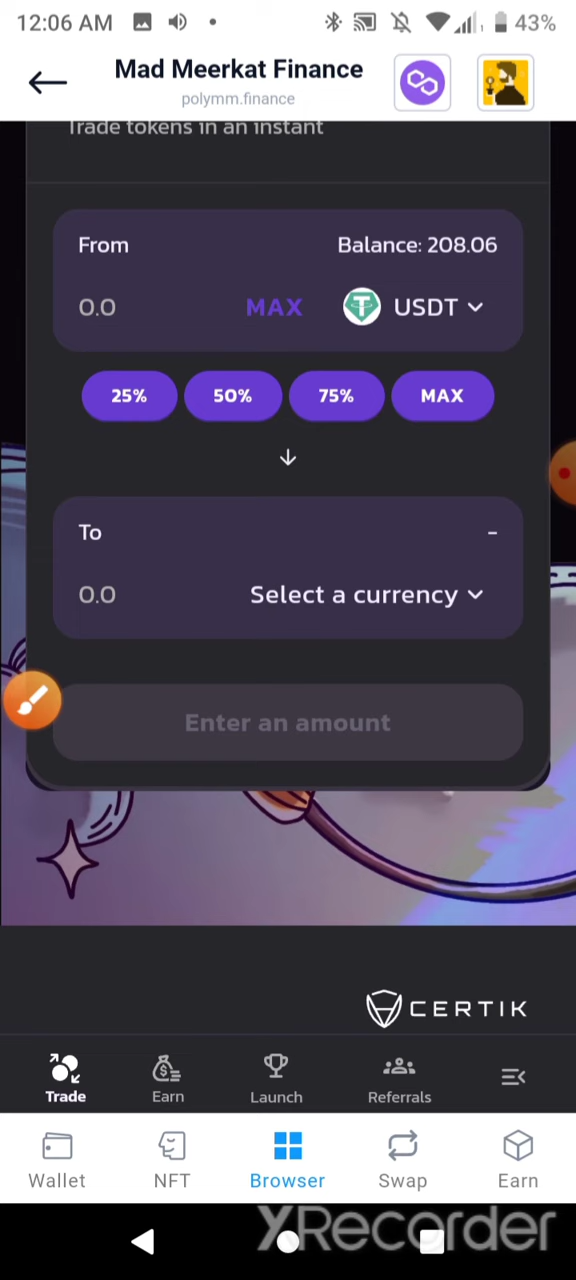 12:06 AM
43%
Mad Meerkat Finance
polymm.finance
Trade tokens in an instant
From
Balance: 208.06
0.0
MAX
USDT
25%
50%
75%
MAX
To
-
0.0
Select a currency
Enter an amount
CERTIK
Trade
Earn
Launch
Referrals
Wallet
NFT
Browser
Swap
Earn
XRecorder